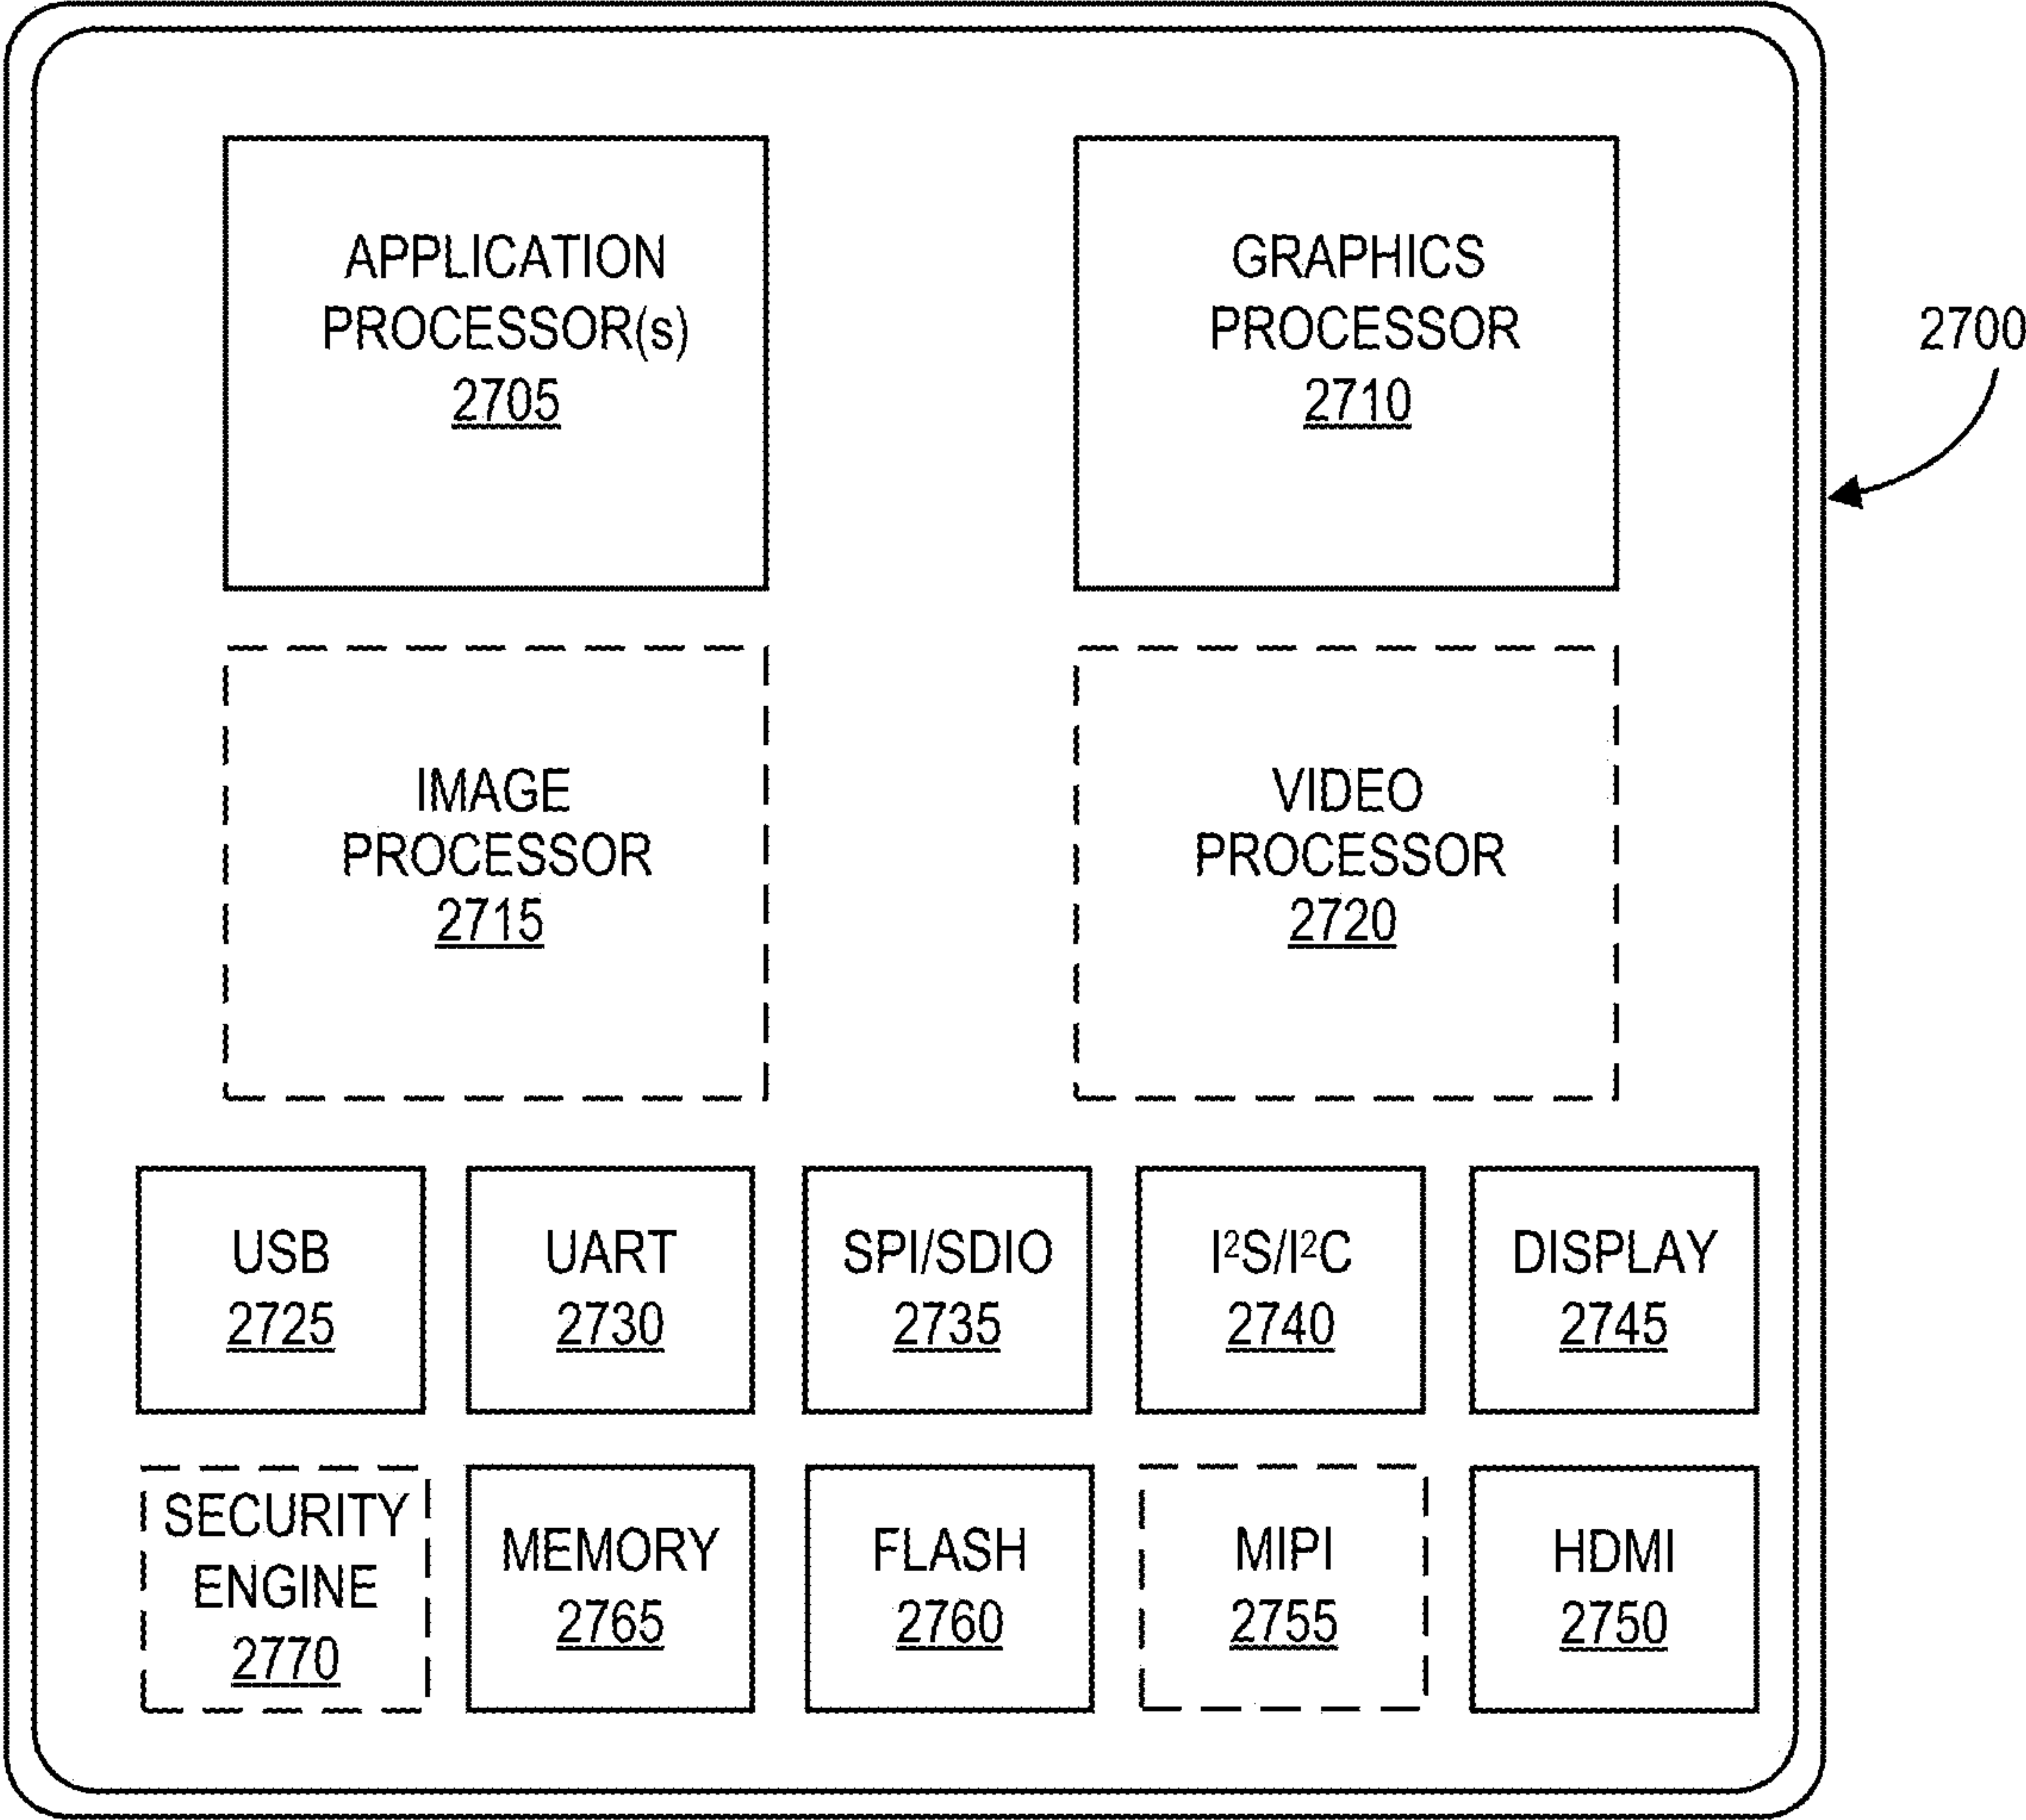 APPLICATION
PROCESSOR(s)
2705
GRAPHICS
PROCESSOR
2710
2700
IMAGE
PROCESSOR
2715
VIDEO
PROCESSOR
2720
USB
2725
UART
2730
SPI/SDIO
2735
I²S/I²C
2740
DISPLAY
2745
SECURITY
ENGINE
2770
MEMORY
2765
FLASH
2760
MIPI
2755
HDMI
2750